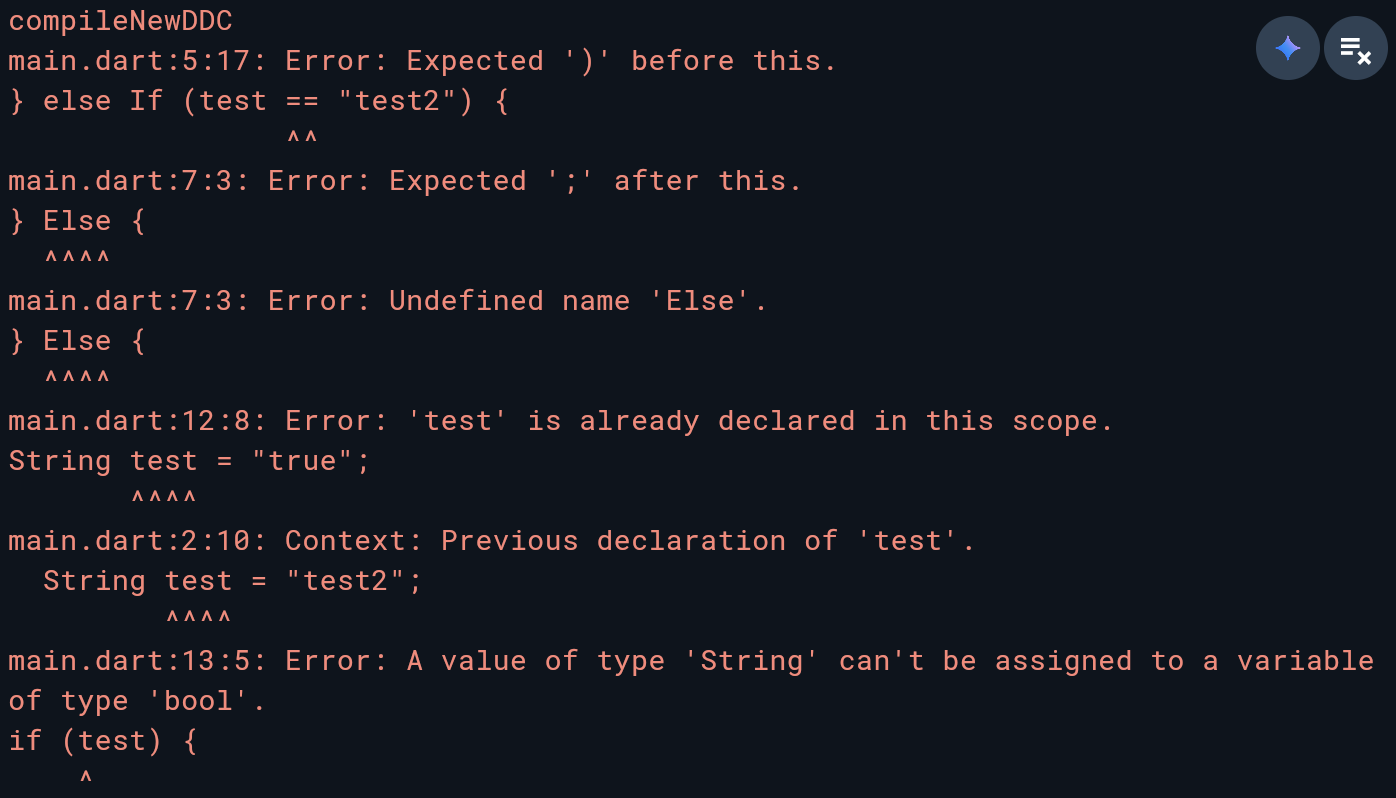 compileNewDDC
main.dart:5:17: Error: Expected ')' before this.
} else If (test == "test2") {
                ^^
main.dart:7:3: Error: Expected ';' after this.
} Else {
  ^^^^
main.dart:7:3: Error: Undefined name 'Else'.
} Else {
  ^^^^
main.dart:12:8: Error: 'test' is already declared in this scope.
String test = "true";
       ^^^^
main.dart:2:10: Context: Previous declaration of 'test'.
  String test = "test2";
         ^^^^
main.dart:13:5: Error: A value of type 'String' can't be assigned to a variable
of type 'bool'.
if (test) {
    ^